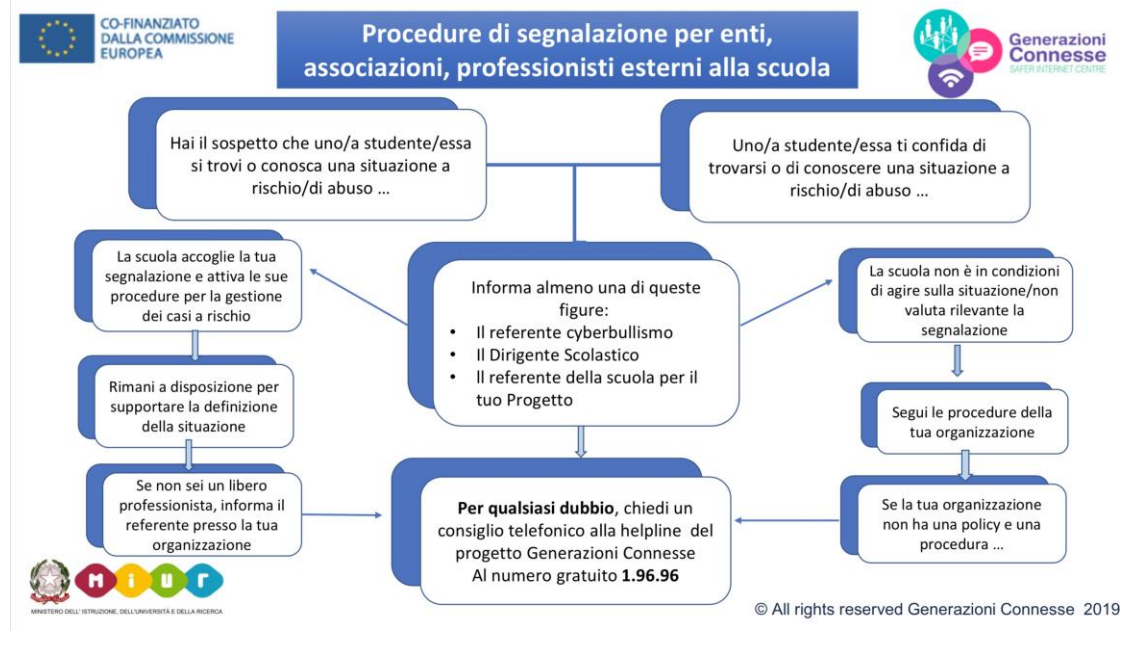 CO-FINANZIATO
DALLA COMMISSIONE
EUROPEA
Procedure di segnalazione per enti,
associazioni, professionisti esterni alla scuola
Generazioni
Connesse
SAFER INTERNET CENTRE
Hai il sospetto che uno/a studente/essa
si trovi o conosca una situazione a
rischio/di abuso ...
Uno/a studente/essa ti confida di
trovarsi o di conoscere una situazione a
rischio/di abuso ...
La scuola accoglie la tua
segnalazione e attiva le sue
procedure per la gestione
dei casi a rischio
Informa almeno una di queste
figure:
• Il referente cyberbullismo
• Il Dirigente Scolastico
• Il referente della scuola per il
tuo Progetto
La scuola non è in condizioni
di agire sulla situazione/non
valuta rilevante la
segnalazione
Rimani a disposizione per
supportare la definizione
della situazione
Segui le procedure della
tua organizzazione
Se non sei un libero
professionista, informa il
referente presso la tua
organizzazione
Per qualsiasi dubbio, chiedi un
consiglio telefonico alla helpline del
progetto Generazioni Connesse
Al numero gratuito 1.96.96
Se la tua organizzazione
non ha una policy e una
procedura ...
miur
MINISTERO DELL' ISTRUZIONE, DELL'UNIVERSITÀ E DELLA RICERCA
© All rights reserved Generazioni Connesse 2019